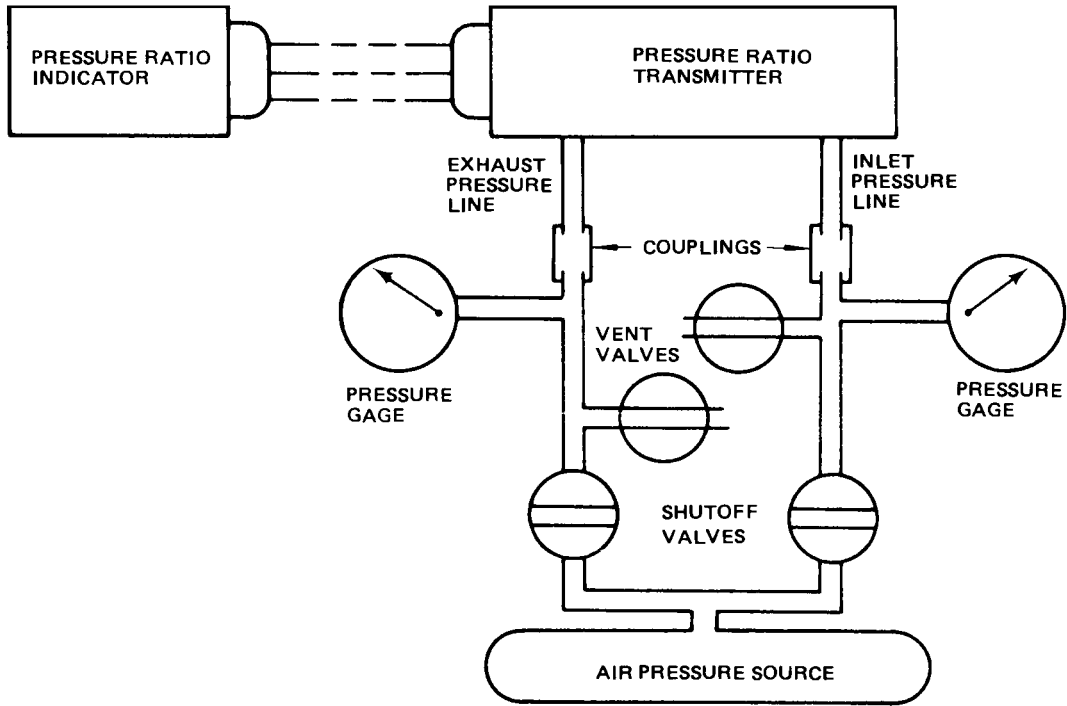 PRESSURE RATIO
INDICATOR
PRESSURE RATIO
TRANSMITTER
EXHAUST
PRESSURE
LINE
INLET
PRESSURE
LINE
COUPLINGS
VENT
VALVES
PRESSURE
GAGE
PRESSURE
GAGE
SHUTOFF
VALVES
AIR PRESSURE SOURCE